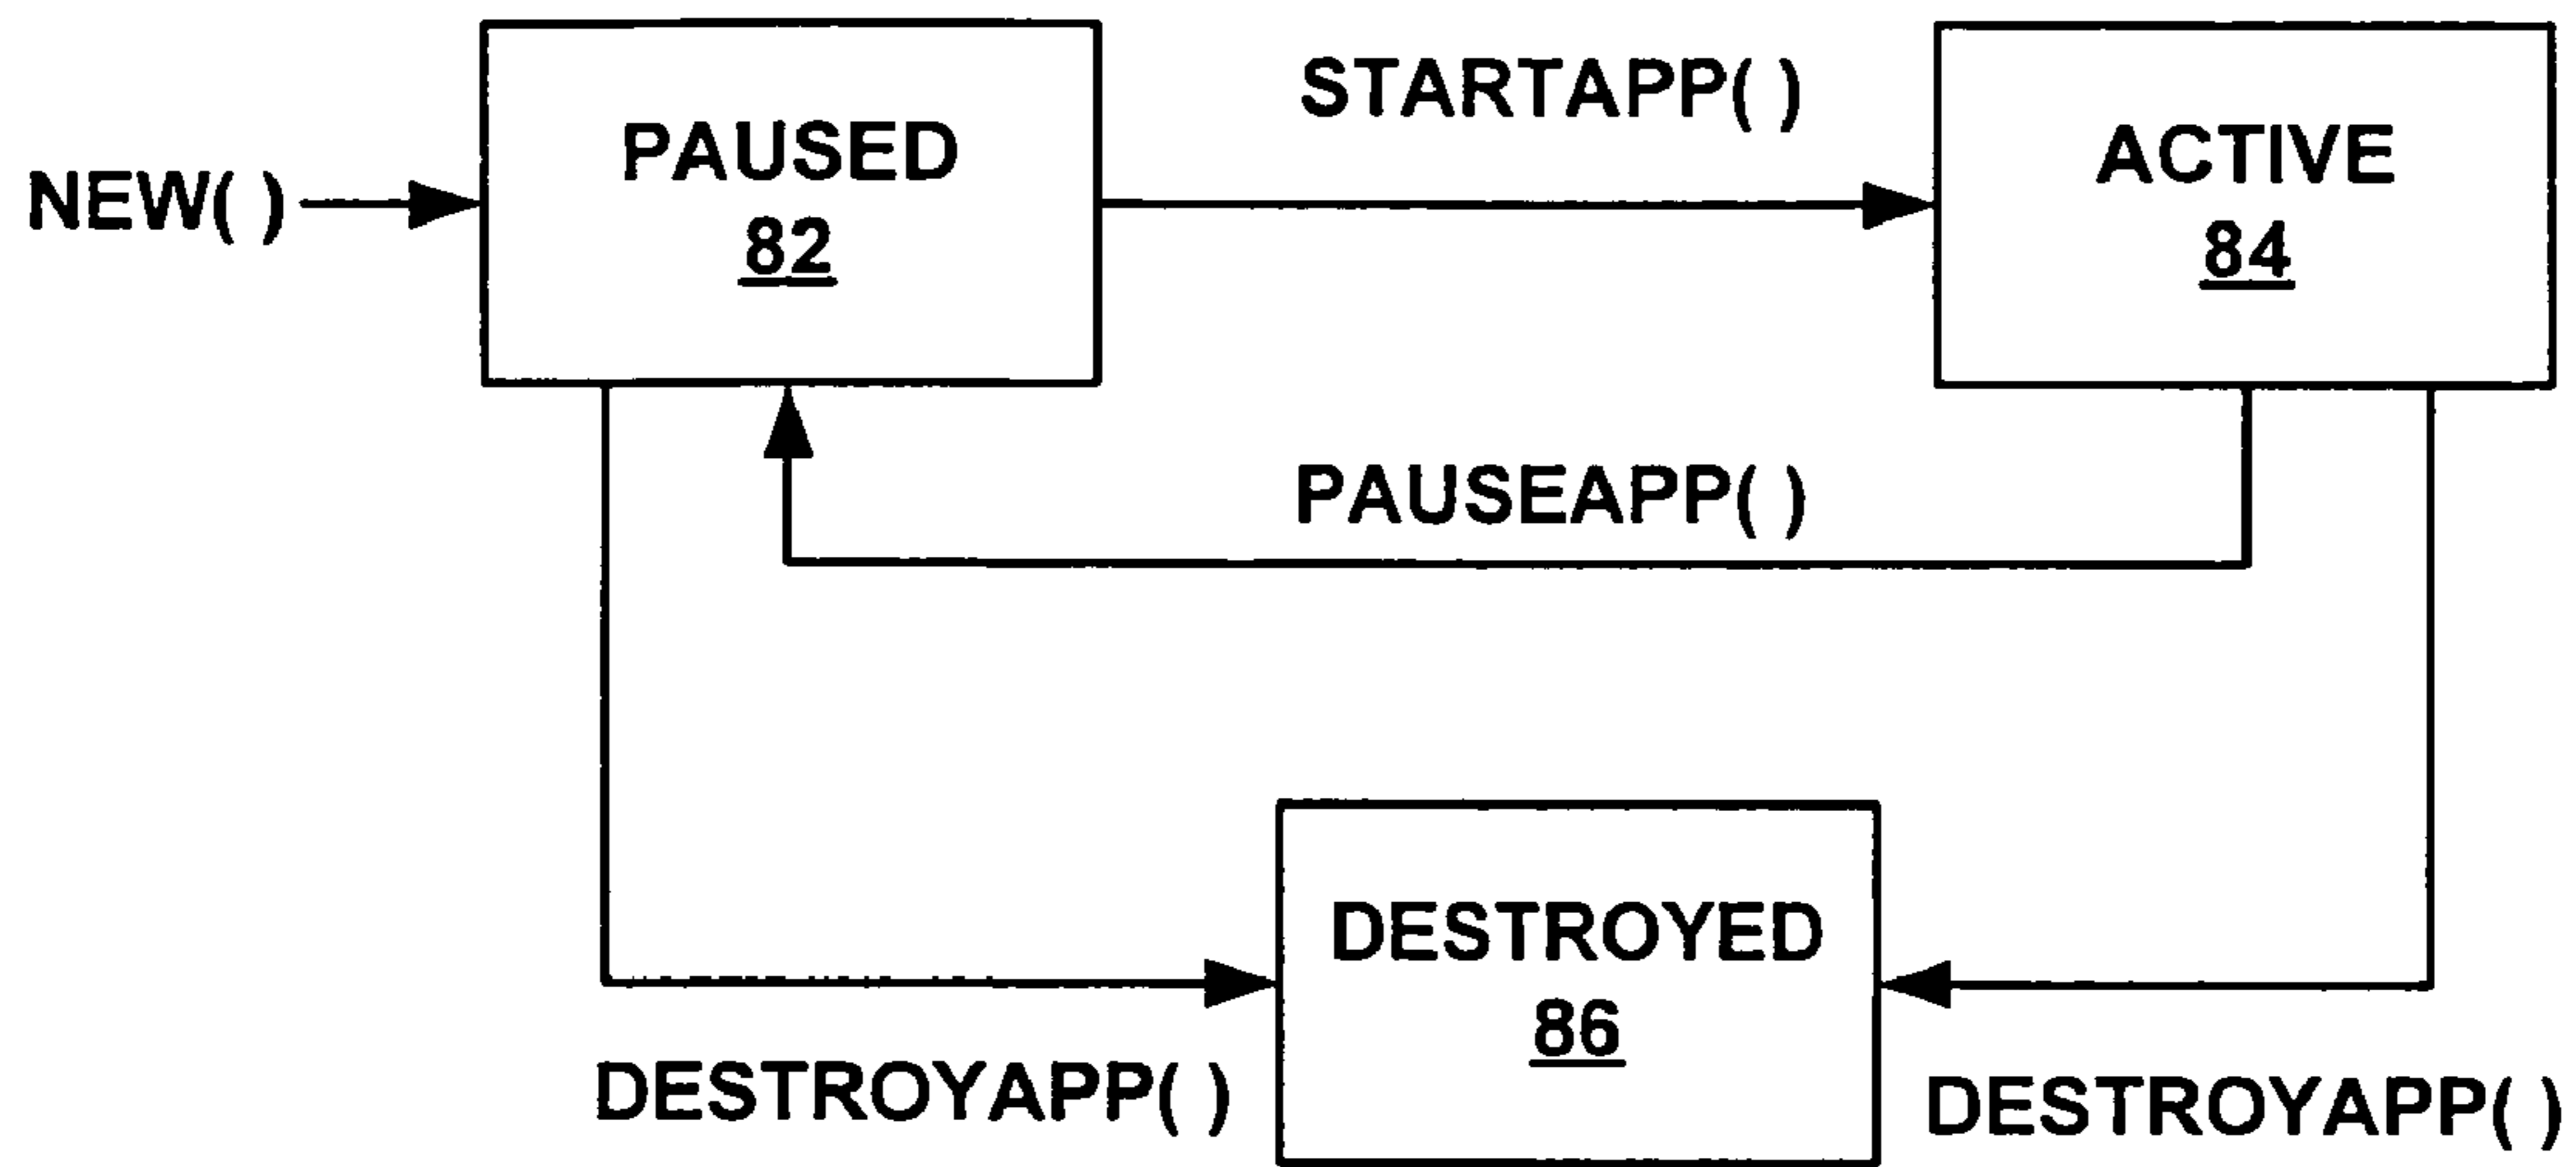 PAUSED
82
STARTAPP( )
ACTIVE
84
NEW( )
PAUSEAPP( )
DESTROYED
86
DESTROYAPP( )
DESTROYAPP( )